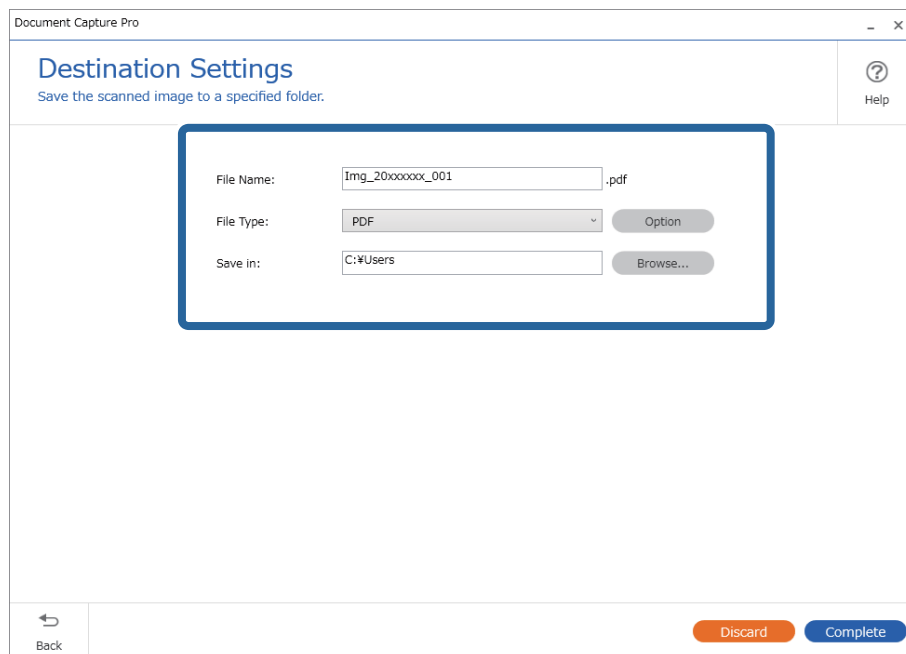 Document Capture Pro
Destination Settings
Save the scanned image to a specified folder.
Help
File Name: Img_20xxxxxx_001 .pdf
File Type: PDF Option
Save in: C:¥Users Browse...
Back
Discard Complete